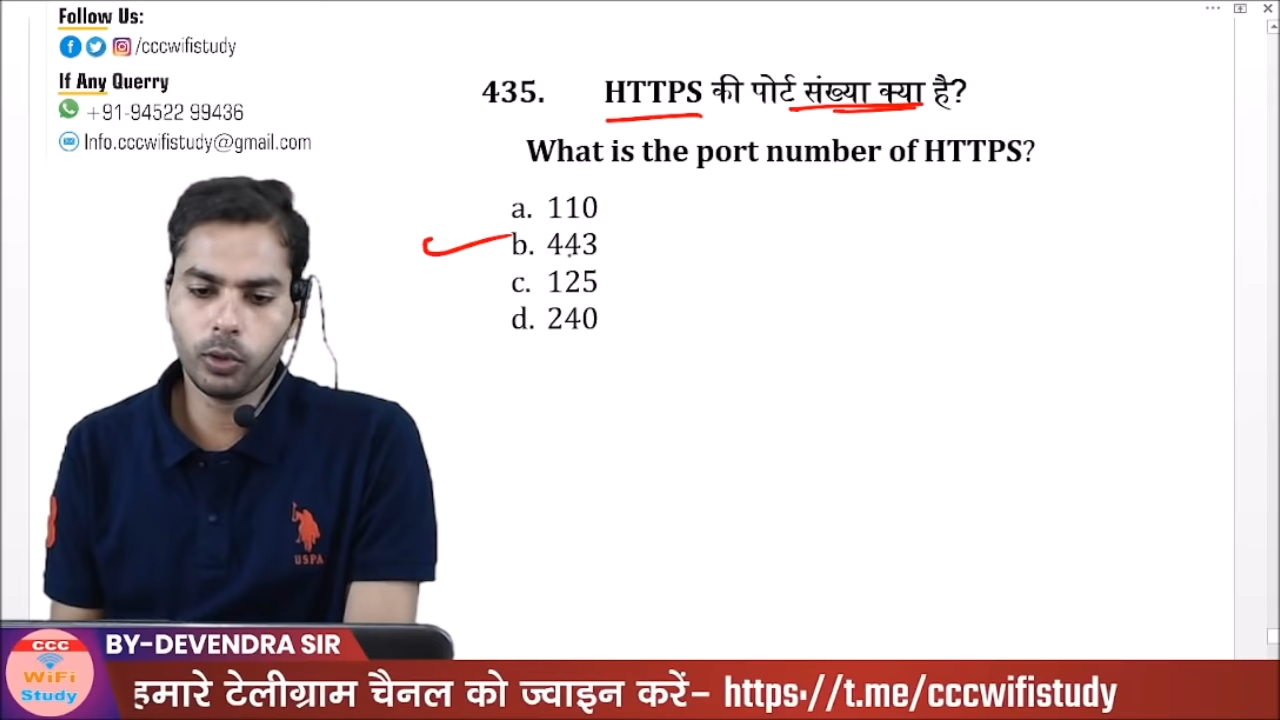 Follow Us:
/cccwifistudy
If Any Querry
+91-94522 99436
Info.cccwifistudy@gmail.com
435. HTTPS की पोर्ट संख्या क्या है?
What is the port number of HTTPS?
a. 110
b. 443
c. 125
d. 240
USPA
3
CCC
WiFi
Study
BY-DEVENDRA SIR
हमारे टेलीग्राम चैनल को ज्वाइन करें– https://t.me/cccwifistudy